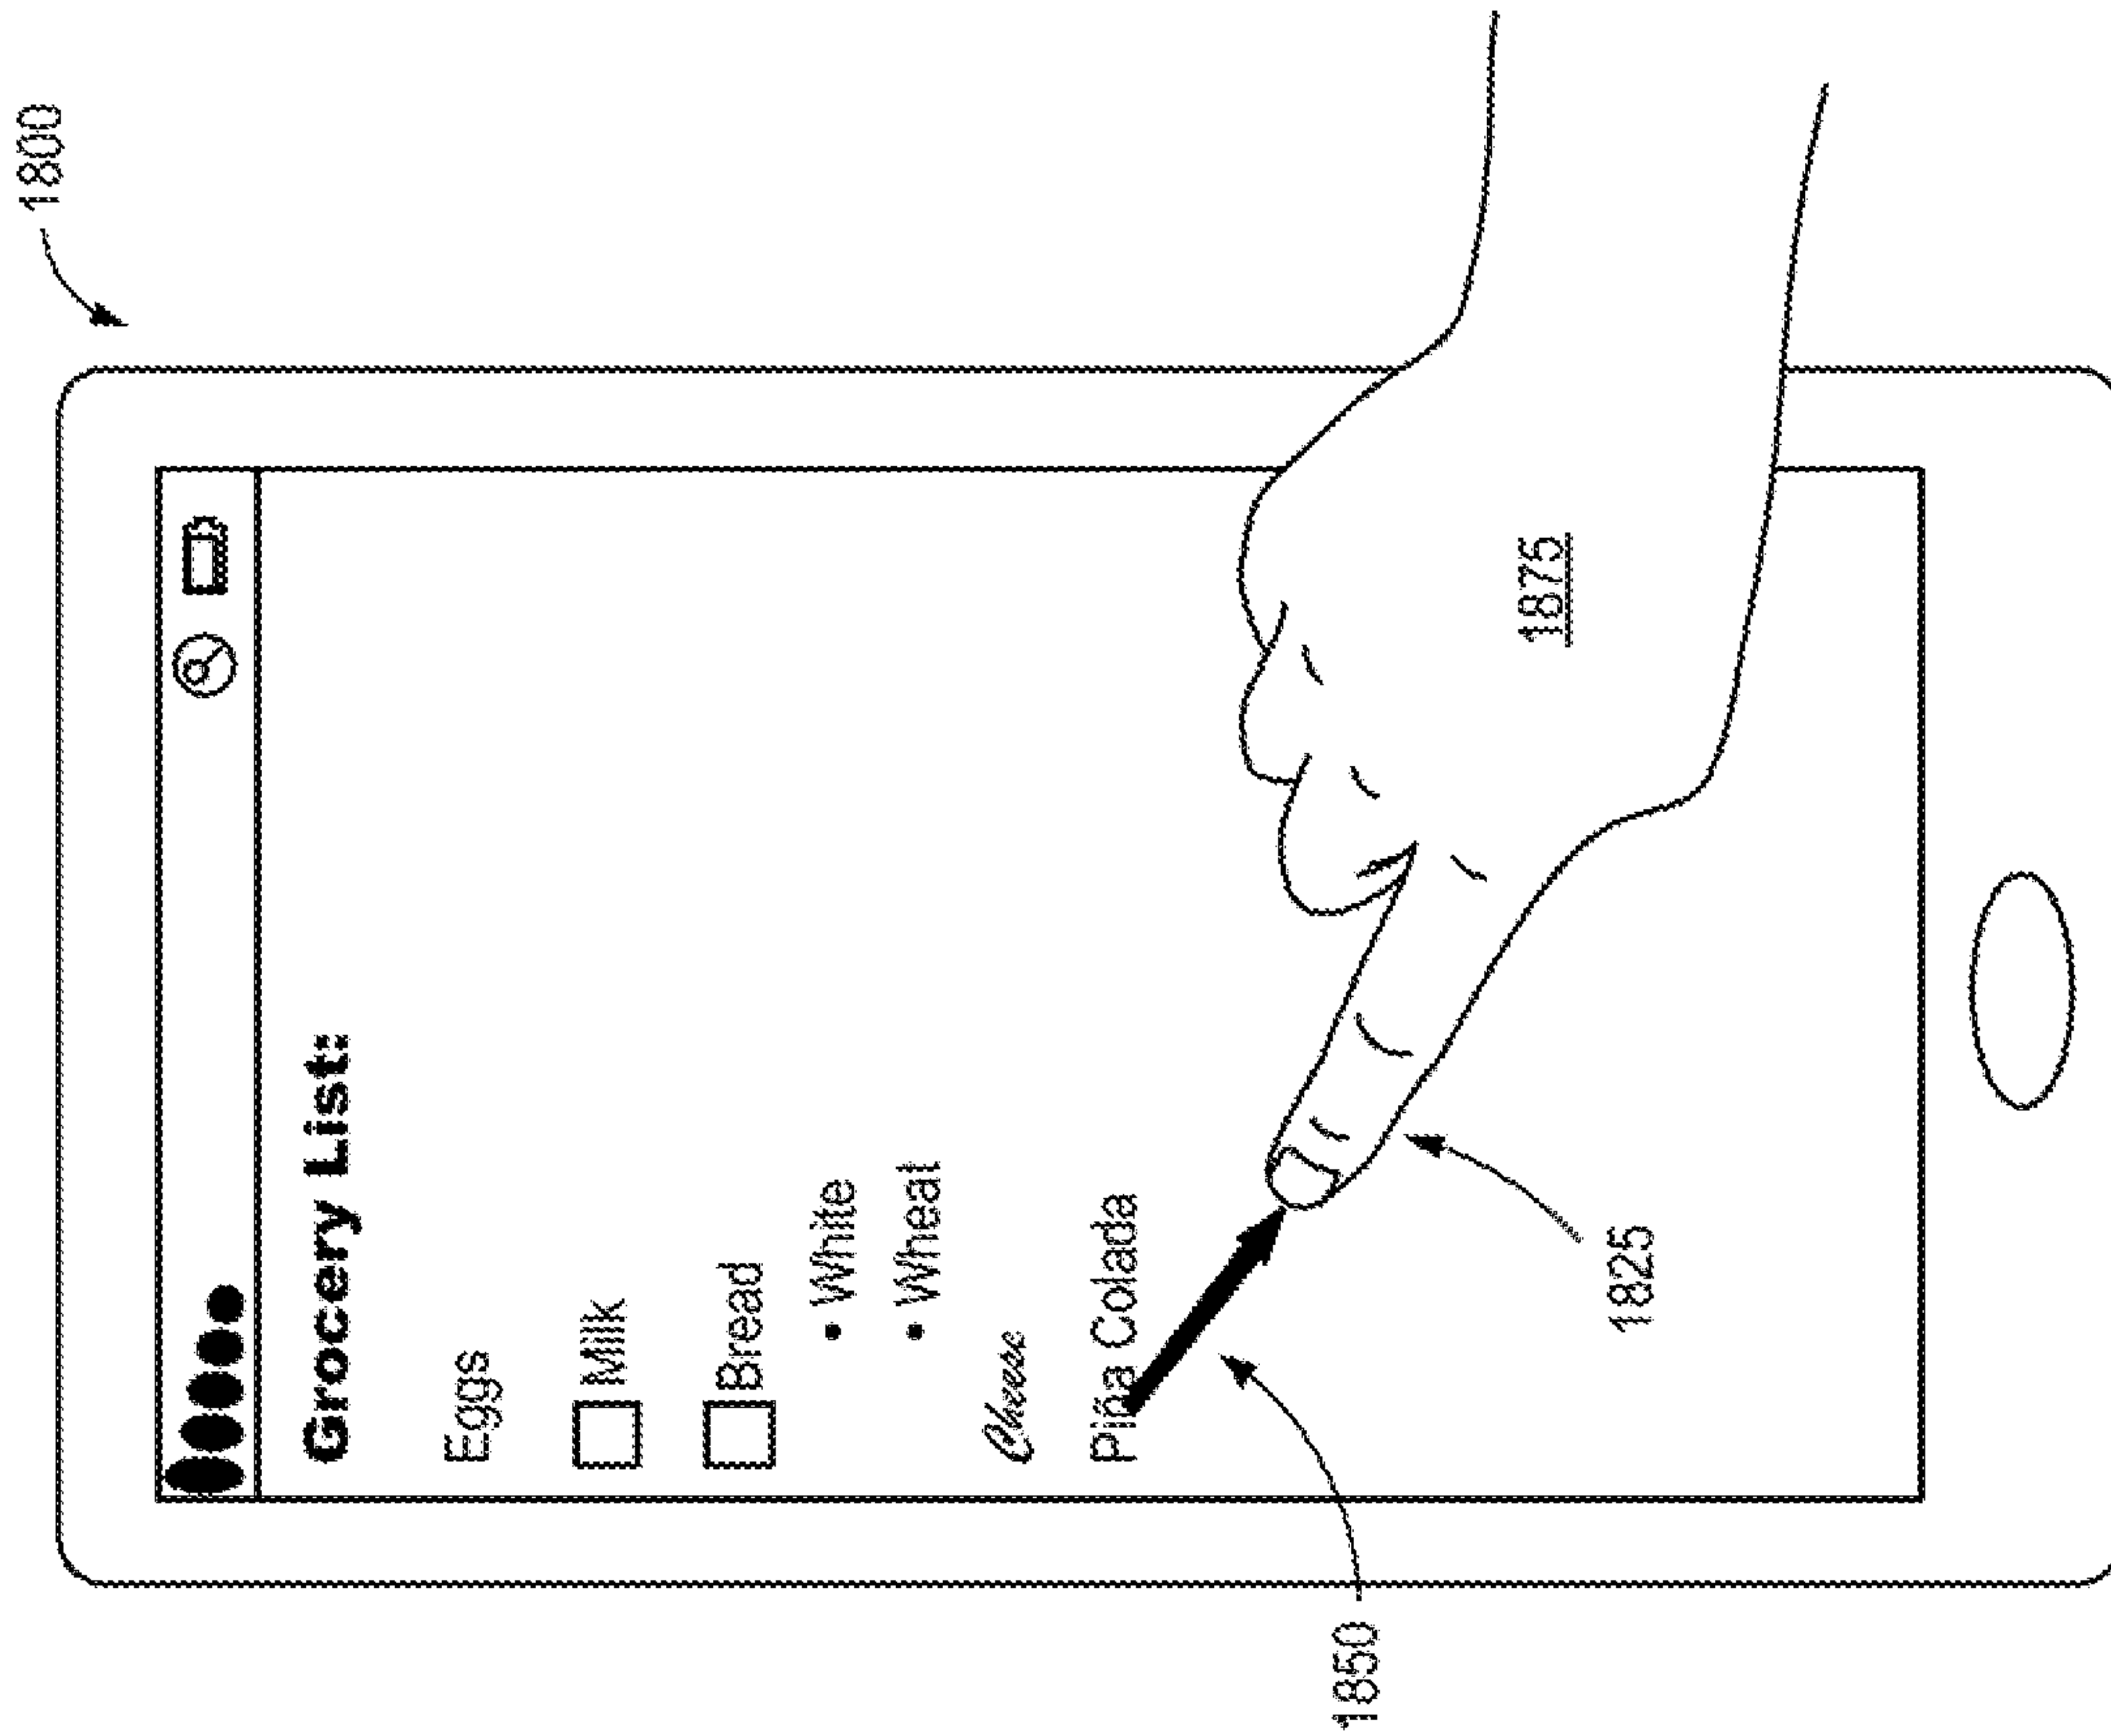 1800
Grocery List:
Eggs
Milk
Bread
• White
• Wheat
Cheese
Piña Colada
1875
1825
1850